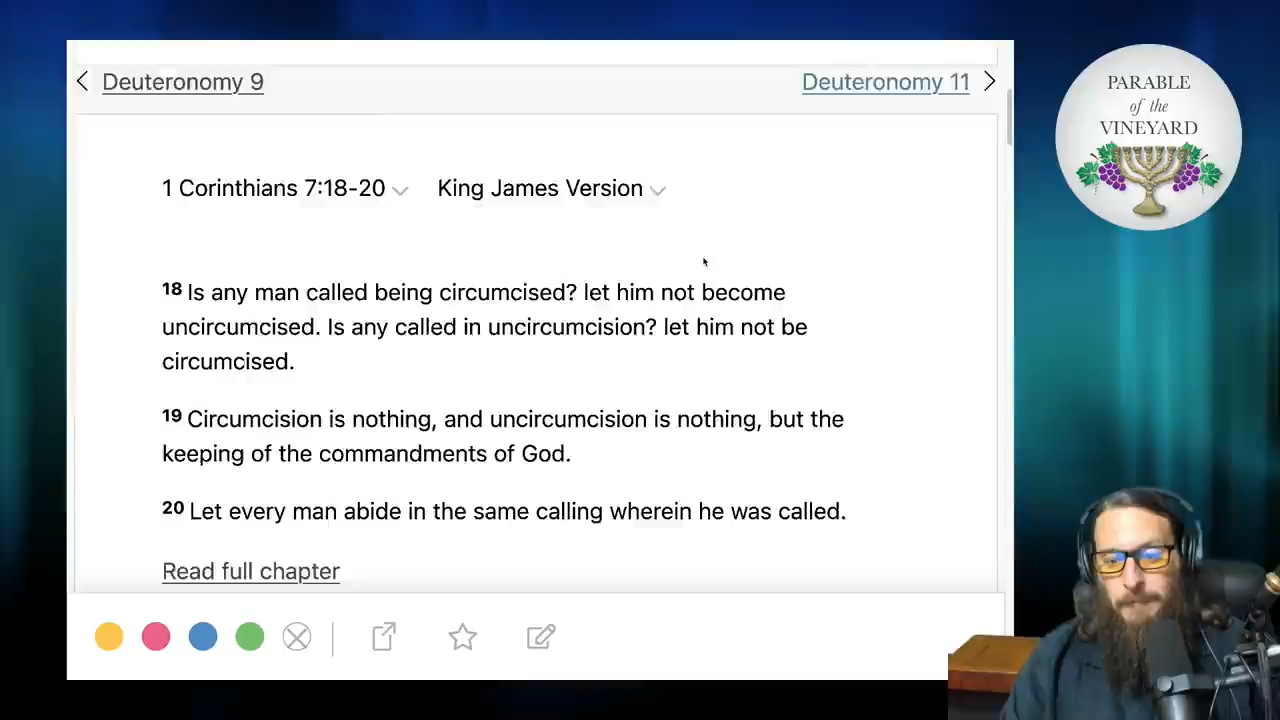 Deuteronomy 9
Deuteronomy 11
PARABLE
of the
VINEYARD
1 Corinthians 7:18-20
King James Version
18 Is any man called being circumcised? let him not become
uncircumcised. Is any called in uncircumcision? let him not be
circumcised.
19 Circumcision is nothing, and uncircumcision is nothing, but the
keeping of the commandments of God.
20 Let every man abide in the same calling wherein he was called.
Read full chapter